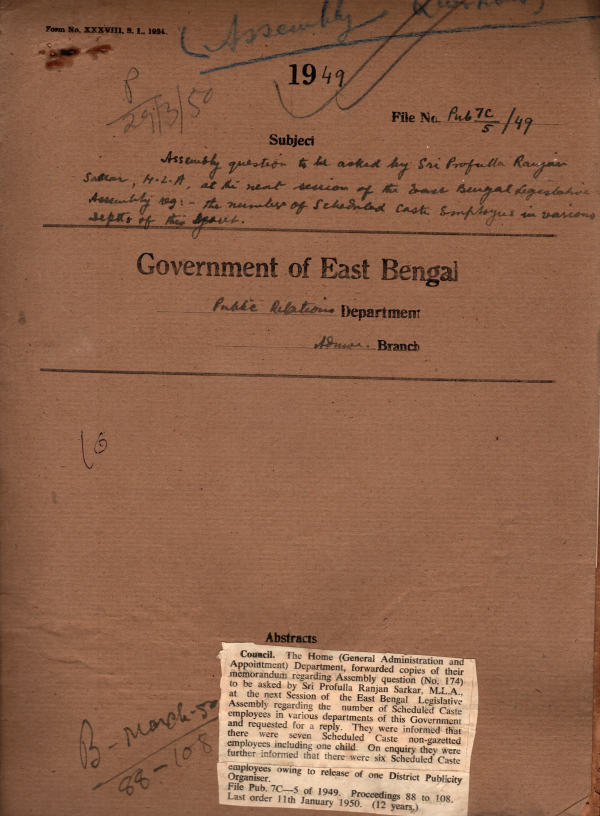 Form No. XXXVIII, S. I., 1934.
(Assembly Questions)
1949
P
29/3/50
File No. Pub 7C/5 /49
Subject
Assembly question to be asked by Sri Profulla Ranjan
Sarkar, M.L.A, at the next session of the East Bengal Legislative
Assembly reg:- the number of Scheduled Caste Employees in various
Depts of this Govt.
Government of East Bengal
Public Relations Department
Admn. Branch
Abstracts
Council. The Home (General Administration and
Appointment) Department, forwarded copies of their
memorandum regarding Assembly question (No. 174)
to be asked by Sri Profulla Ranjan Sarkar, M.L.A.,
at the next Session of the East Bengal Legislative
Assembly regarding the number of Scheduled Caste
employees in various departments of this Government
and requested for a reply. They were informed that
there were seven Scheduled Caste non-gazetted
employees including one child. On enquiry they were
further informed that there were six Scheduled Caste
employees owing to release of one District Publicity
Organiser.
File Pub. 7C—5 of 1949. Proceedings 88 to 108.
Last order 11th January 1950. (12 years,)
B - March-50
88 - 108